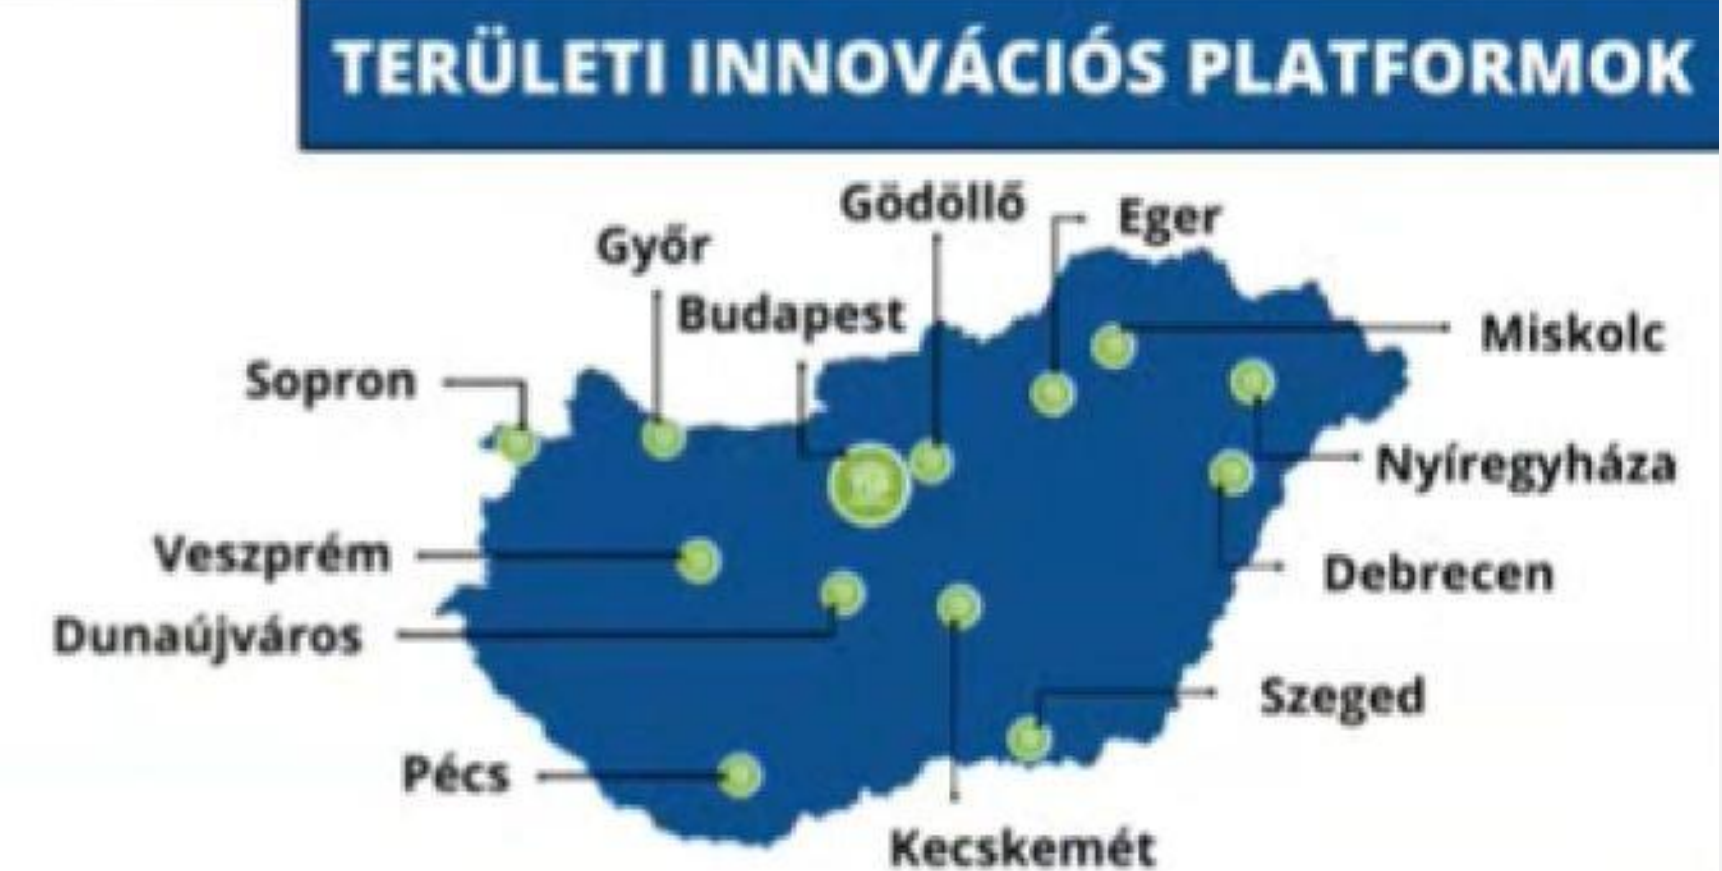 TERÜLETI INNOVÁCIÓS PLATFORMOK
Gödöllő
Eger
Győr
Budapest
Miskolc
Sopron
Nyíregyháza
Veszprém
Debrecen
Dunaújváros
Szeged
Pécs
Kecskemét